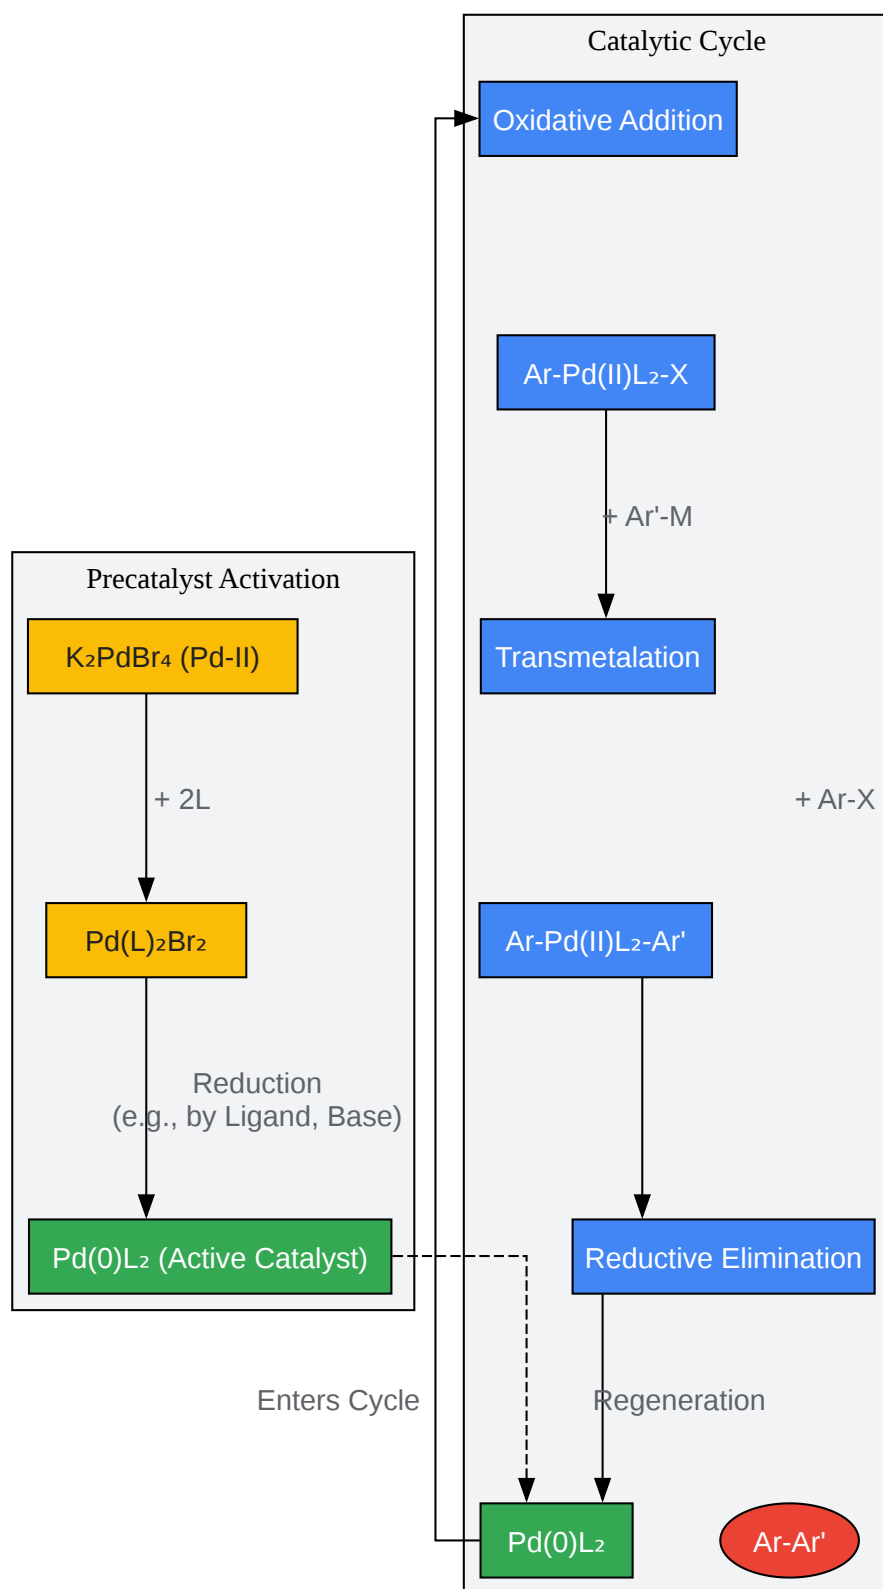 Catalytic Cycle
Oxidative Addition
Ar-Pd(II)L₂-X
+ Ar'-M
Transmetalation
+ Ar-X
Ar-Pd(II)L₂-Ar'
Reductive Elimination
Regeneration
Pd(0)L₂
Ar-Ar'
Precatalyst Activation
K₂PdBr₄ (Pd-II)
+ 2L
Pd(L)₂Br₂
Reduction
(e.g., by Ligand, Base)
Pd(0)L₂ (Active Catalyst)
Enters Cycle